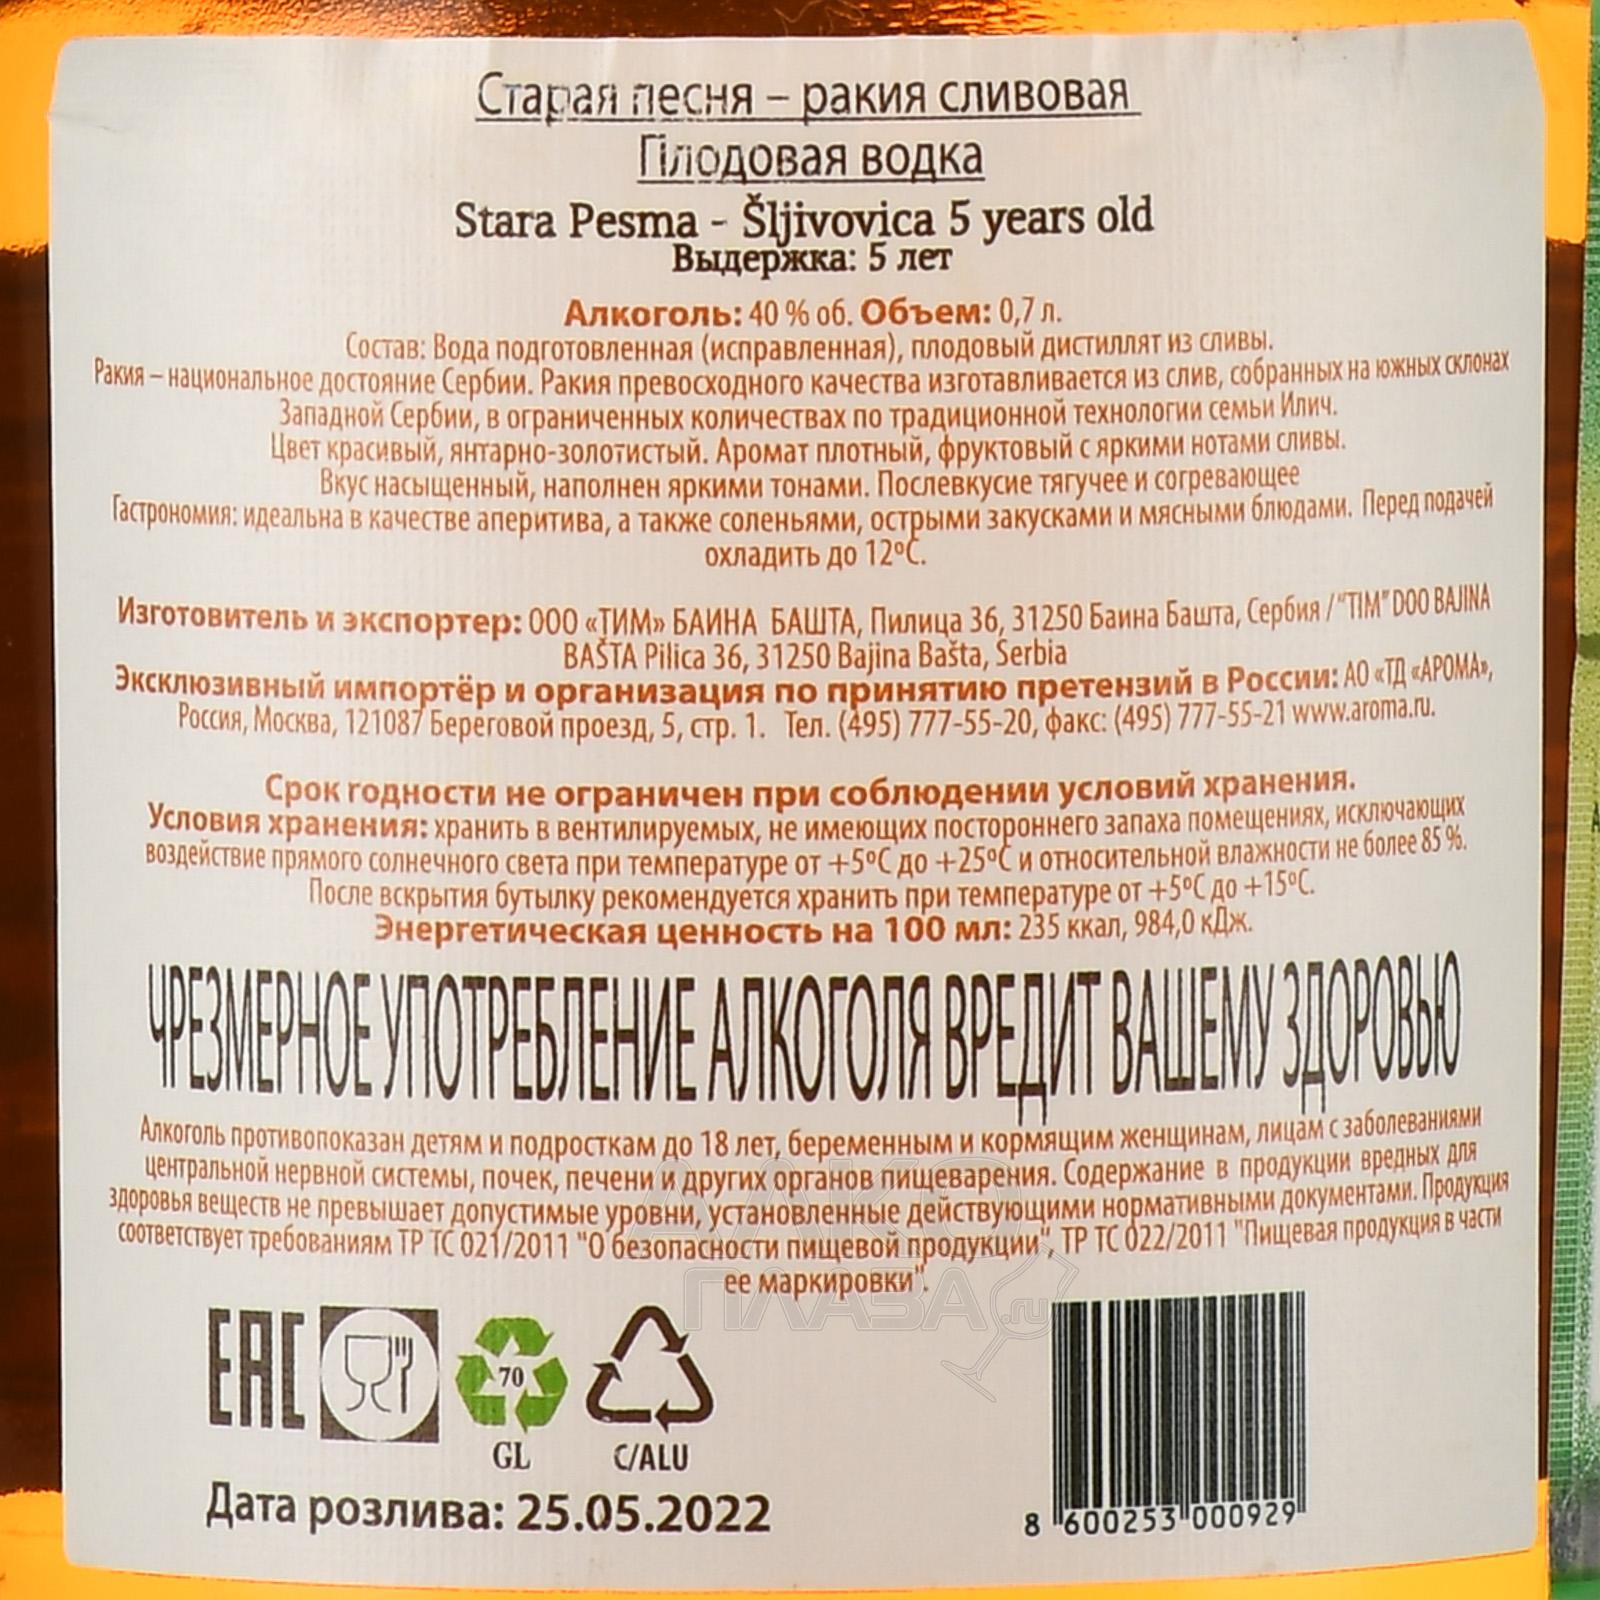 Старая песня – ракия сливовая
Плодовая водка
Stara Pesma - Šljivovica 5 years old
Выдержка: 5 лет
Алкоголь: 40 % об. Объем: 0,7 л.
Состав: Вода подготовленная (исправленная), плодовый дистиллят из сливы.
Ракия – национальное достояние Сербии. Ракия превосходного качества изготавливается из слив, собранных на южных склонах
Западной Сербии, в ограниченных количествах по традиционной технологии семьи Илич.
Цвет красивый, янтарно-золотистый. Аромат плотный, фруктовый с яркими нотами сливы.
Вкус насыщенный, наполнен яркими тонами. Послевкусие тягучее и согревающее
Гастрономия: идеальна в качестве аперитива, а также соленьями, острыми закусками и мясными блюдами. Перед подачей
охладить до 12ºС.
Изготовитель и экспортер: ООО «ТИМ» БАИНА БАШТА, Пилица 36, 31250 Баина Башта, Сербия / "TIM" DOO BAJINA
BAŠTA Pilica 36, 31250 Bajina Bašta, Serbia
Эксклюзивный импортёр и организация по принятию претензий в России: АО «ТД «АРОМА»,
Россия, Москва, 121087 Береговой проезд, 5, стр. 1. Тел. (495) 777-55-20, факс: (495) 777-55-21 www.aroma.ru.
Срок годности не ограничен при соблюдении условий хранения.
Условия хранения: хранить в вентилируемых, не имеющих постороннего запаха помещениях, исключающих
воздействие прямого солнечного света при температуре от +5ºС до +25ºС и относительной влажности не более 85 %.
После вскрытия бутылку рекомендуется хранить при температуре от +5ºС до +15ºС.
Энергетическая ценность на 100 мл: 235 ккал, 984,0 кДж.
ЧРЕЗМЕРНОЕ УПОТРЕБЛЕНИЕ АЛКОГОЛЯ ВРЕДИТ ВАШЕМУ ЗДОРОВЬЮ
Алкоголь противопоказан детям и подросткам до 18 лет, беременным и кормящим женщинам, лицам с заболеваниями
центральной нервной системы, почек, печени и других органов пищеварения. Содержание в продукции вредных для
здоровья веществ не превышает допустимые уровни, установленные действующими нормативными документами. Продукция
соответствует требованиям ТР ТС 021/2011 "О безопасности пищевой продукции", ТР ТС 022/2011 "Пищевая продукция в части
ее маркировки".
АЛКО
ПЛАЗА.ru
EAC
70
GL
C/ALU
Дата розлива: 25.05.2022
8 600253 000929